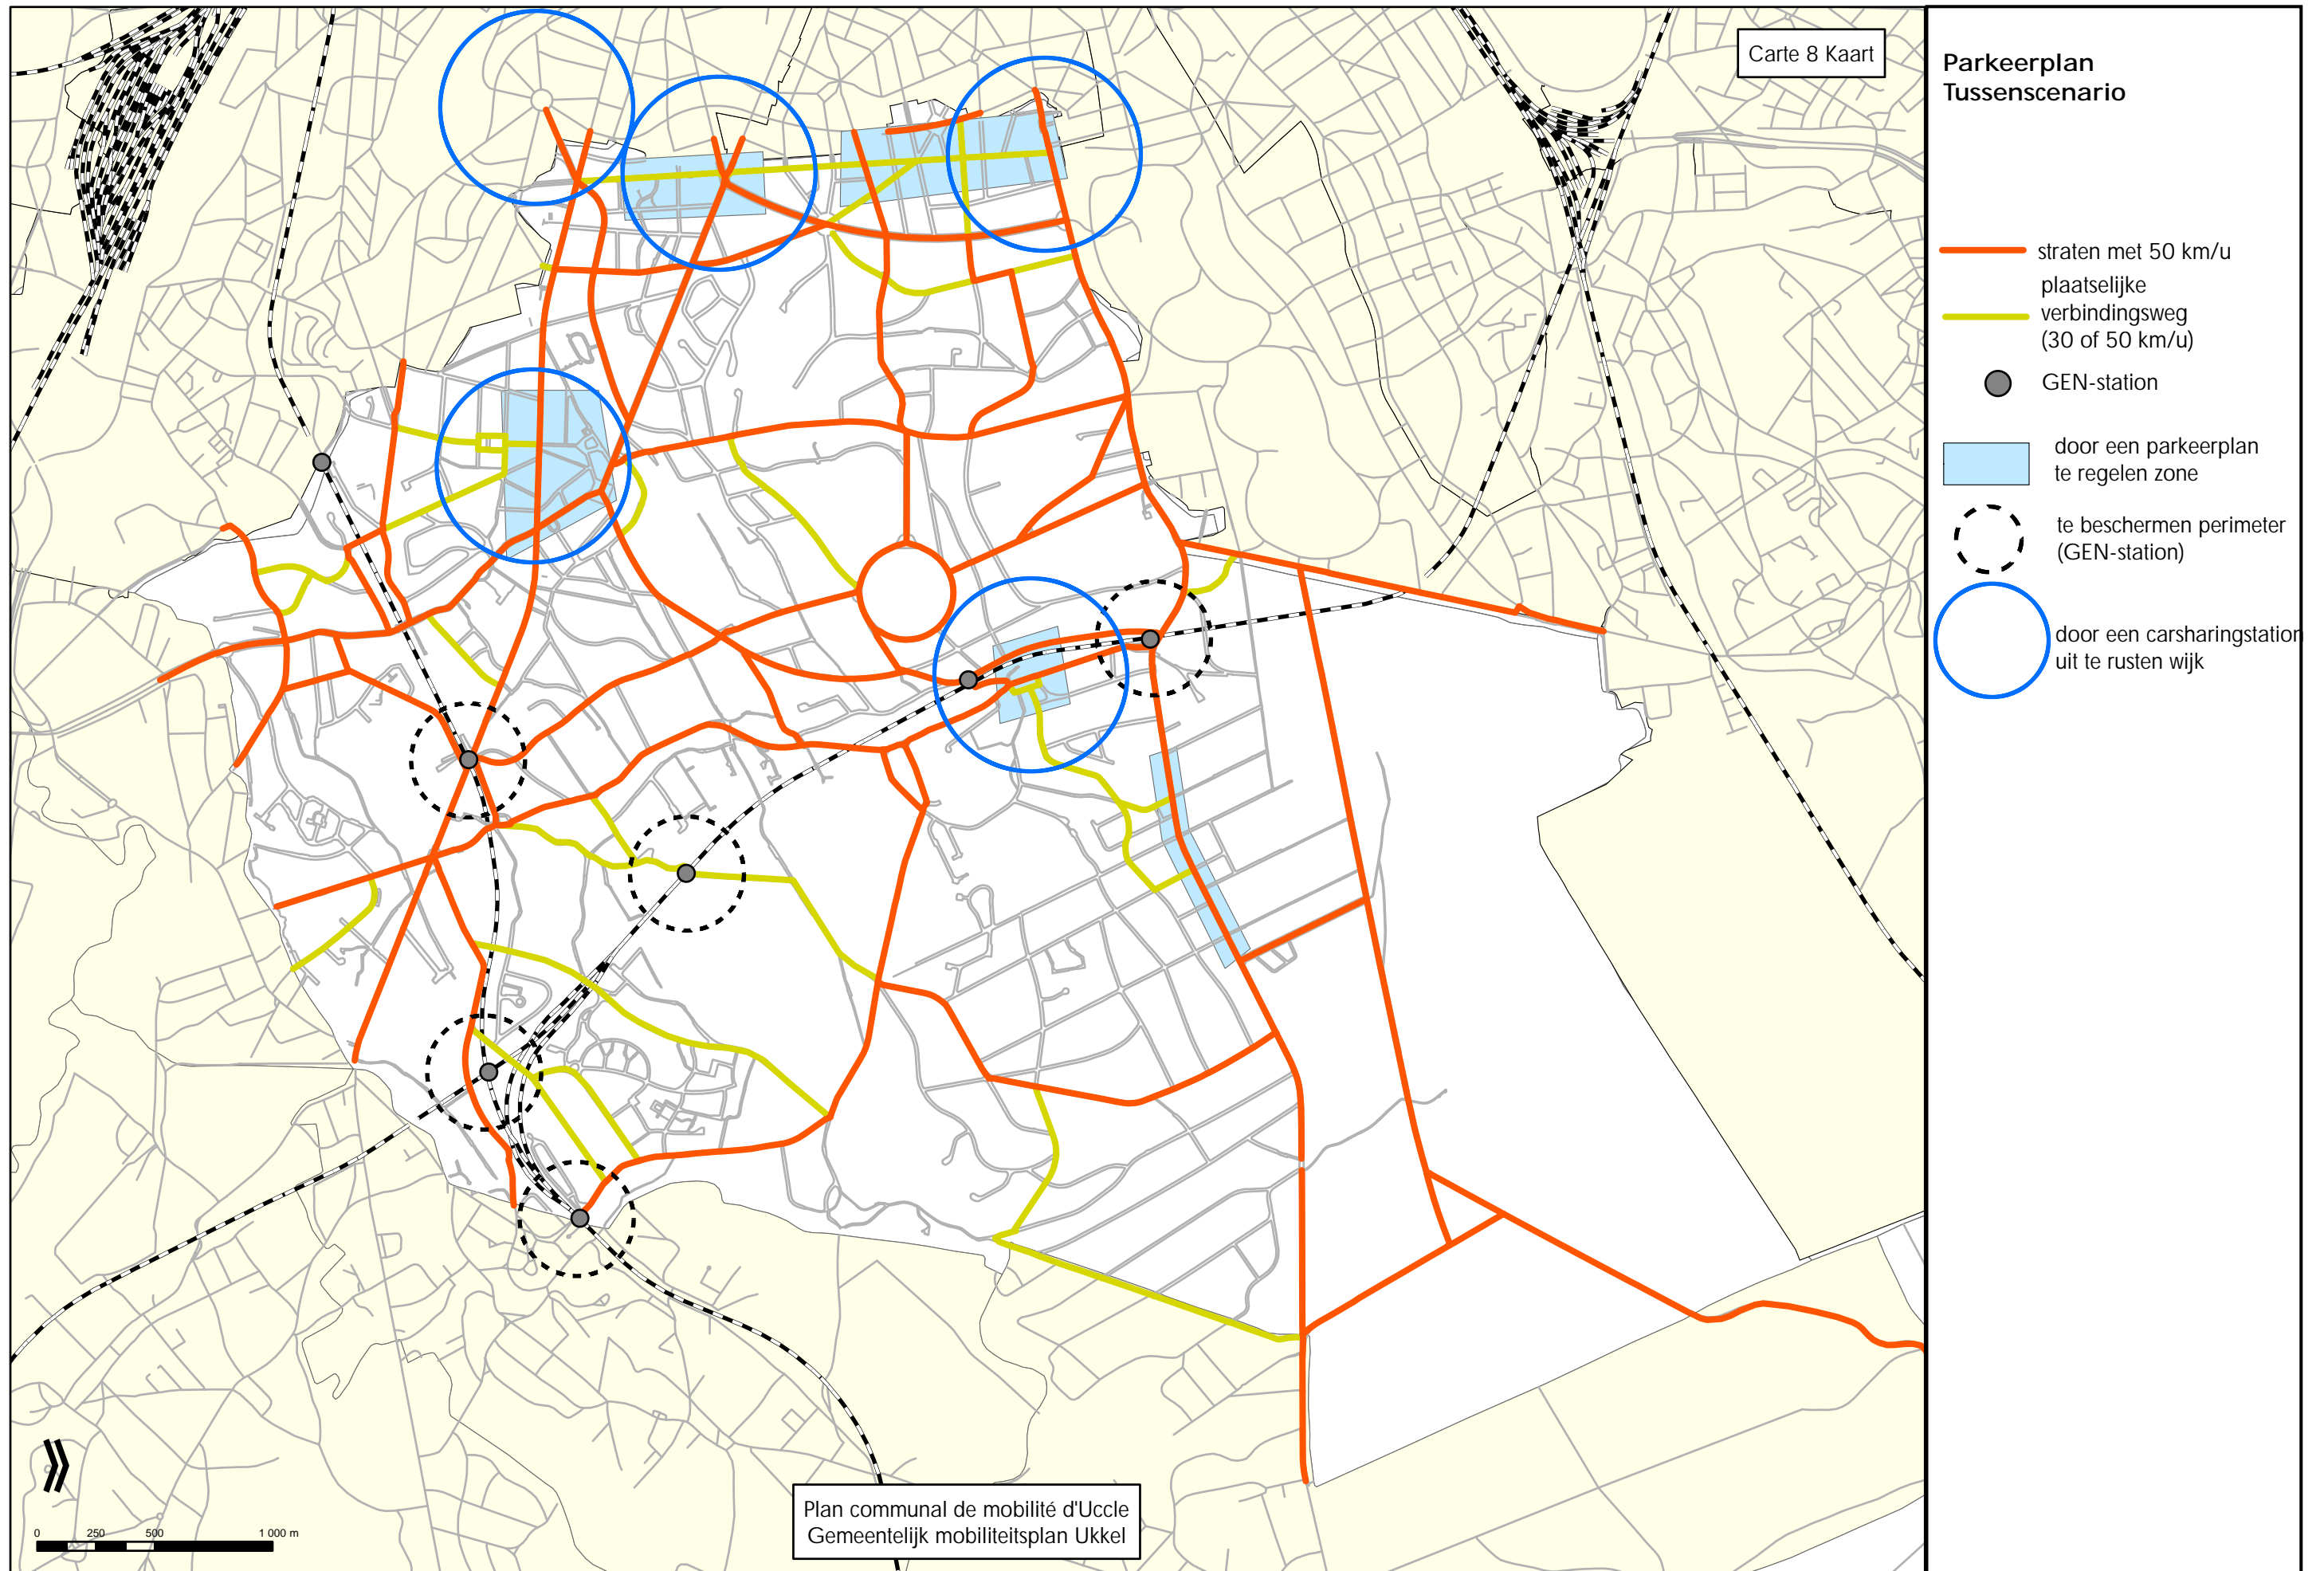 Carte 8 Kaart
Parkeerplan
Tussenscenario
straten met 50 km/u
plaatselijke
verbindingsweg
(30 of 50 km/u)
GEN-station
door een parkeerplan
te regelen zone
te beschermen perimeter
(GEN-station)
door een carsharingstation
uit te rusten wijk
Plan communal de mobilité d'Uccle
Gemeentelijk mobiliteitsplan Ukkel
0 250 500 1 000 m